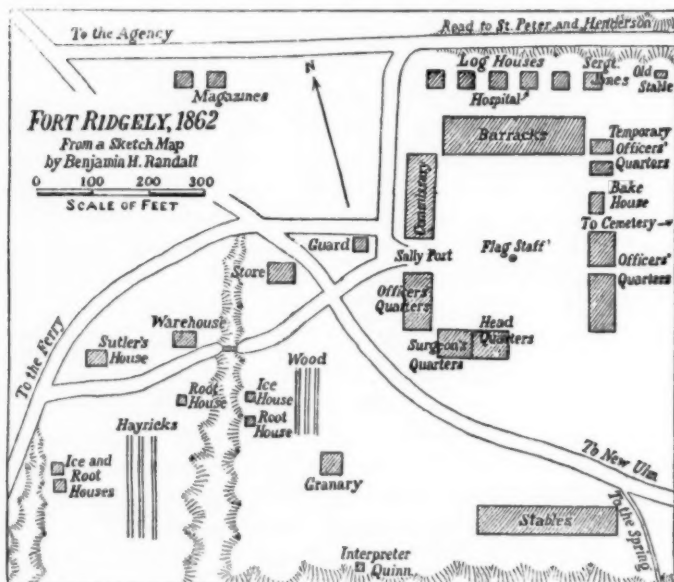 Road to St. Peter and Henderson
To the Agency
Log Houses
Sergt.
Jones
Old
Stable
Magazines
Hospital
N
FORT RIDGELY, 1862
From a Sketch Map
by Benjamin H. Randall
0 100 200 300
SCALE OF FEET
Barracks
Temporary
Officers'
Quarters
Bake
House
Commissary
To Cemetery
Guard
Sally Port
Flag Staff
Officers'
Quarters
Store
Officers'
Quarters
Warehouse
Sutler's
House
Head
Quarters
Surgeon's
Quarters
To the Ferry
Wood
Root
House
Ice
House
Root
House
Hayricks
To New Ulm
Ice and
Root
Houses
Granary
To the Spring
Stables
Interpreter
Quinn